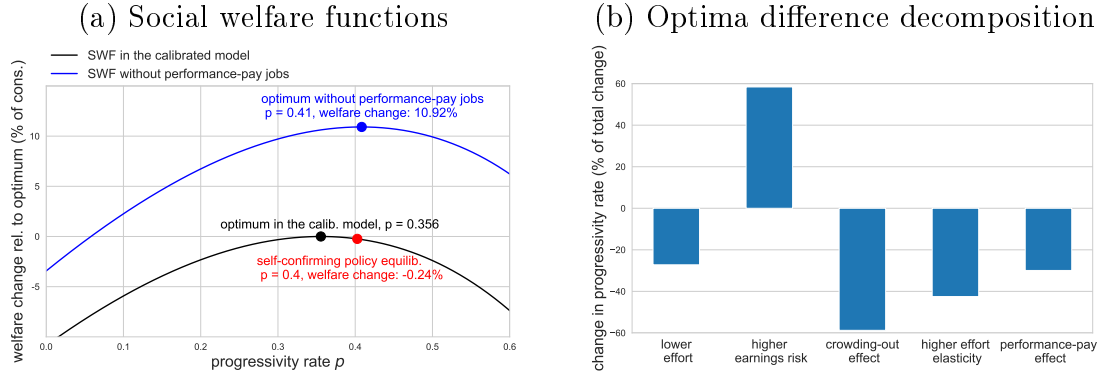 (a) Social welfare functions
SWF in the calibrated model
SWF without performance-pay jobs
welfare change rel. to optimum (% of cons.)
optimum without performance-pay jobs
p = 0.41, welfare change: 10.92%
optimum in the calib. model, p = 0.356
self-confirming policy equilib.
p = 0.4, welfare change: -0.24%
10
5
0
-5
0.0 0.1 0.2 0.3 0.4 0.5 0.6
progressivity rate p
(b) Optima difference decomposition
change in progressivity rate (% of total change)
60
40
20
0
−20
−40
−60
lower
effort
higher
earnings risk
crowding-out
effect
higher effort
elasticity
performance-pay
effect